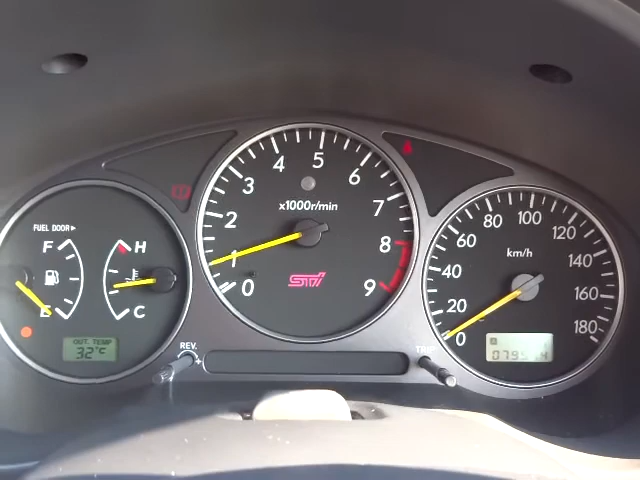 FUEL DOOR
F
E
H
C
OUT. TEMP
32°C
REV.
- +
0
1
2
3
4
5
6
7
8
9
x1000r/min
STI
TRIP
0
20
40
60
80
100
120
140
160
180
km/h
A